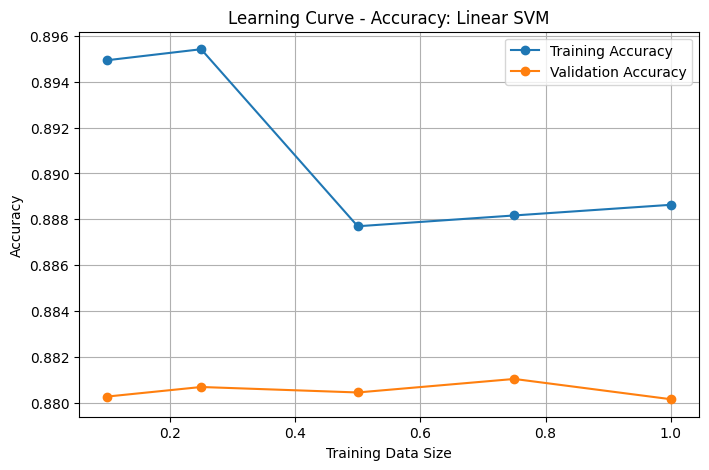 Learning Curve - Accuracy: Linear SVM
Training Accuracy
Validation Accuracy
Accuracy
0.896
0.894
0.892
0.890
0.888
0.886
0.884
0.882
0.880
0.2 0.4 0.6 0.8 1.0
Training Data Size